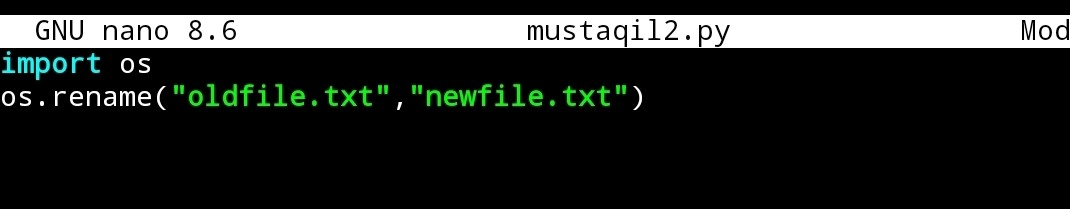 GNU nano 8.6 mustaqil2.py Mod
import os
os.rename("oldfile.txt","newfile.txt")